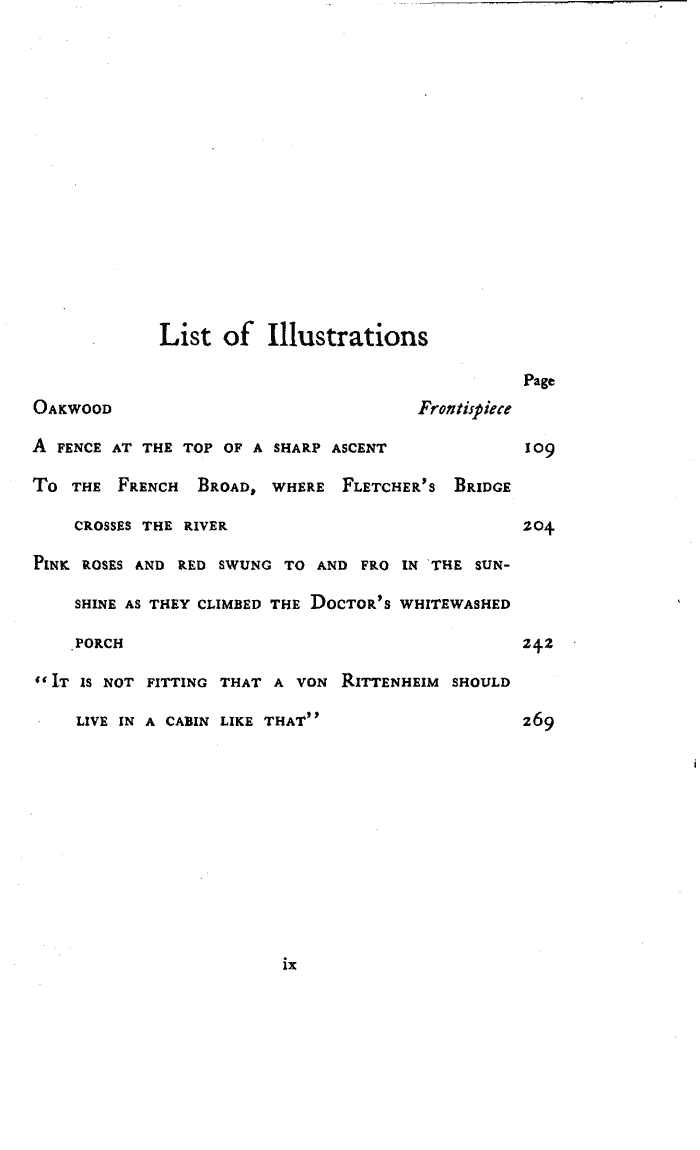 List of Illustrations
Page
Oakwood Frontispiece
A fence at the top of a sharp ascent 109
To the French Broad, where Fletcher's Bridge
crosses the river 204
Pink roses and red swung to and fro in the sun-
shine as they climbed the Doctor's whitewashed
porch 242
“It is not fitting that a von Rittenheim should
live in a cabin like that” 269
ix